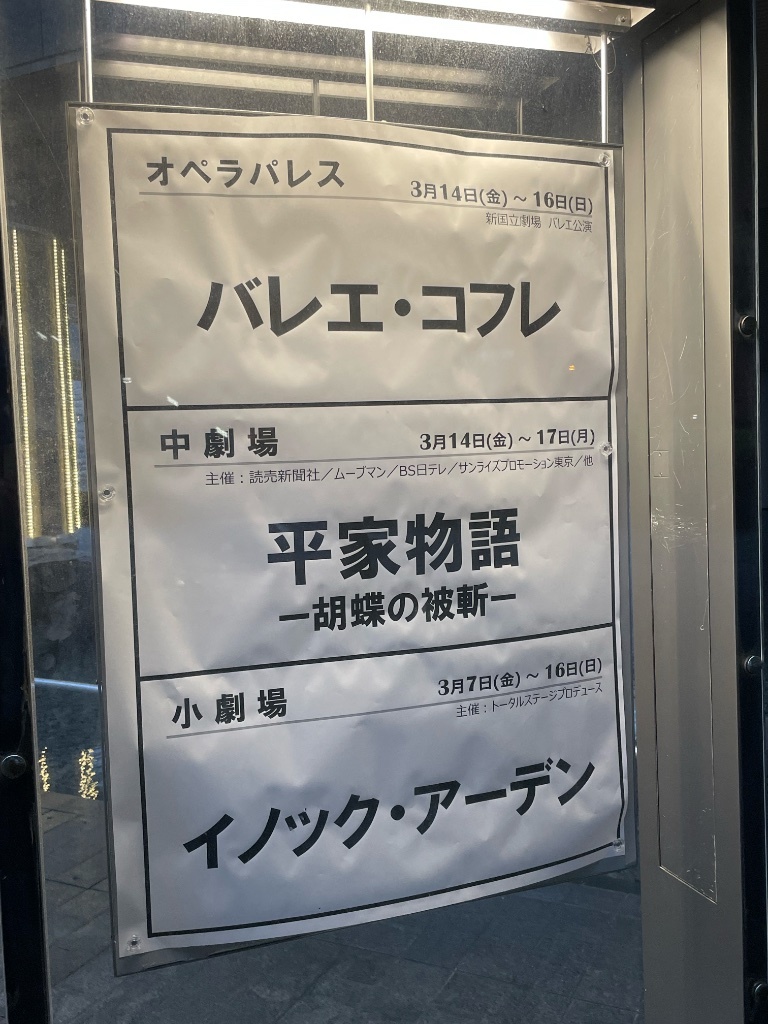 オペラパレス
3月14日(金) ～ 16日(日)
新国立劇場 バレエ公演
バレエ・コフレ
中劇場
3月14日(金) ～ 17日(月)
主催：読売新聞社／ムーブマン／BS日テレ／サンライズプロモーション東京／他
平家物語
ー胡蝶の被斬ー
小劇場
3月7日(金) ～ 16日(日)
主催：トータルステージプロデュース
イノック・アーデン